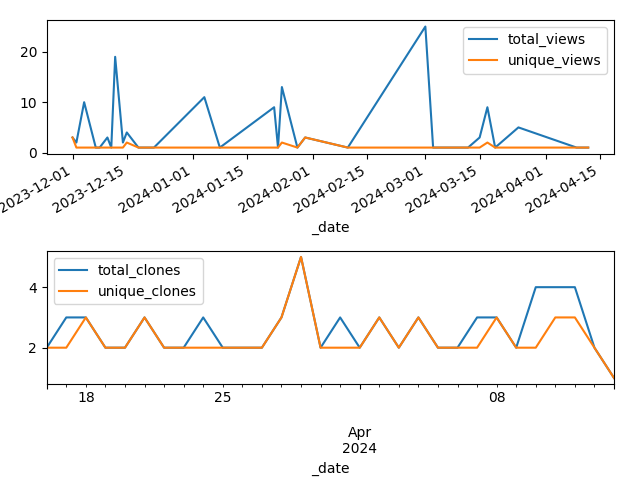 20
10
0
total_views
unique_views
2023-12-01
2023-12-15
2024-01-01
2024-01-15
2024-02-01
2024-02-15
2024-03-01
2024-03-15
2024-04-01
2024-04-15
_date
4
2
total_clones
unique_clones
18 25 08
Apr
2024
_date